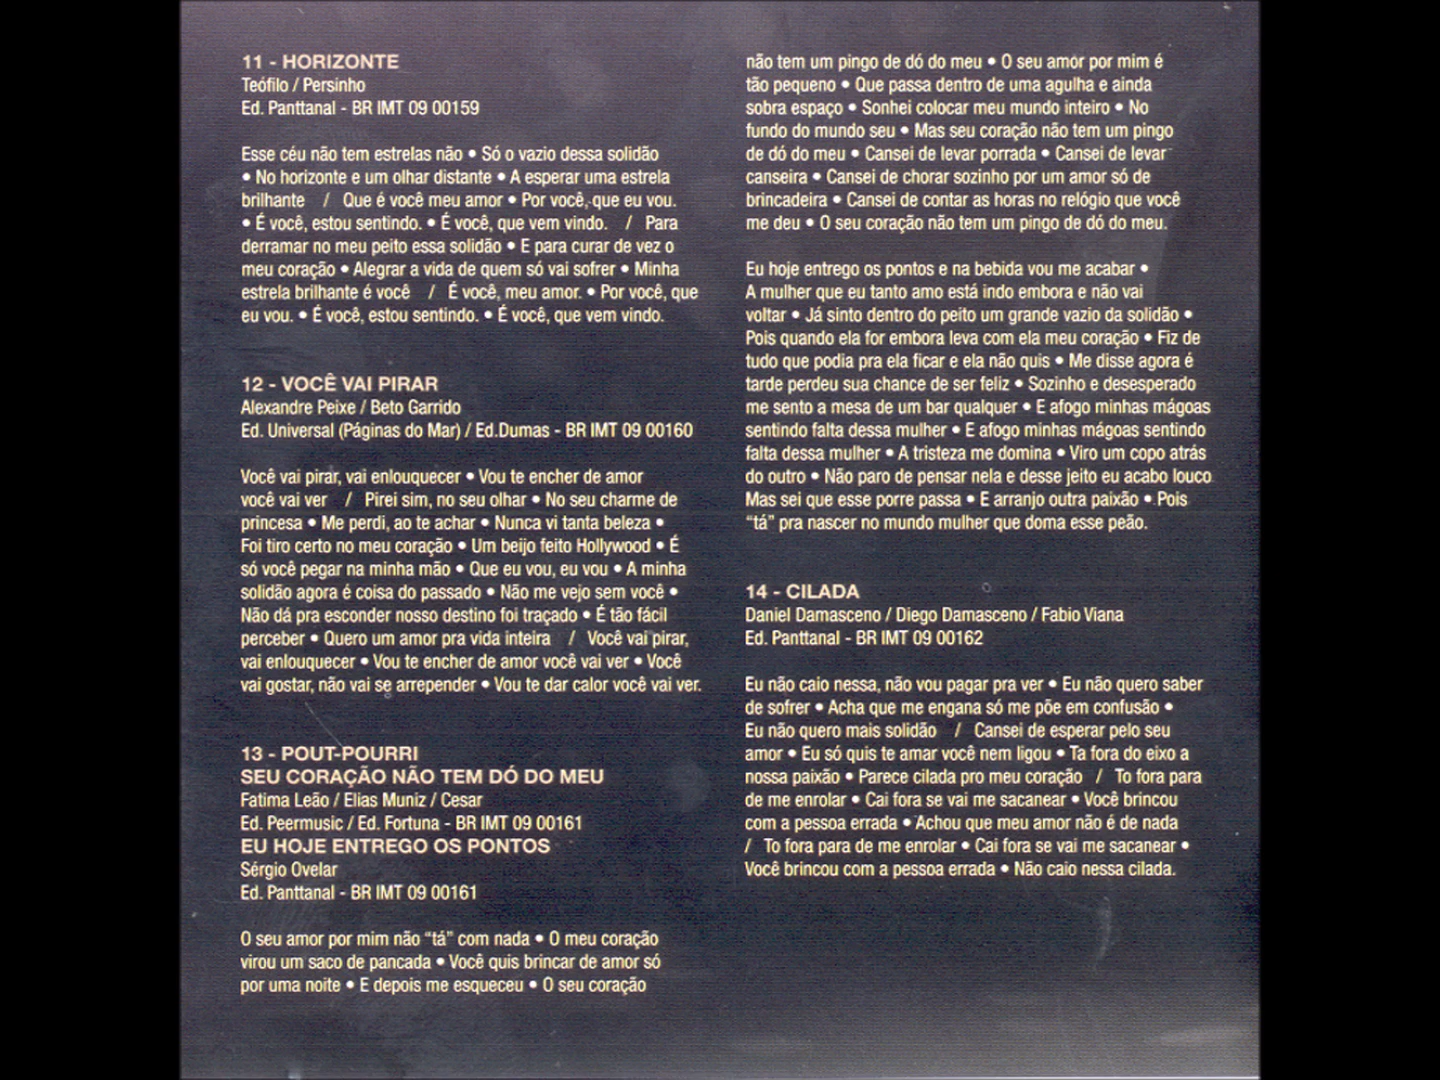 11 - HORIZONTE
Teófilo / Persinho
Ed. Panttanal - BR IMT 09 00159
Esse céu não tem estrelas não • Só o vazio dessa solidão
• No horizonte e um olhar distante • A esperar uma estrela
brilhante / Que é você meu amor • Por você, que eu vou.
• É você, estou sentindo. • É você, que vem vindo. / Para
derramar no meu peito essa solidão • E para curar de vez o
meu coração • Alegrar a vida de quem só vai sofrer • Minha
estrela brilhante é você / É você, meu amor. • Por você, que
eu vou. • É você, estou sentindo. • É você, que vem vindo.
12 - VOCÊ VAI PIRAR
Alexandre Peixe / Beto Garrido
Ed. Universal (Páginas do Mar) / Ed.Dumas - BR IMT 09 00160
Você vai pirar, vai enlouquecer • Vou te encher de amor
você vai ver / Pirei sim, no seu olhar • No seu charme de
princesa • Me perdi, ao te achar • Nunca vi tanta beleza •
Foi tiro certo no meu coração • Um beijo feito Hollywood • É
só você pegar na minha mão • Que eu vou, eu vou • A minha
solidão agora é coisa do passado • Não me vejo sem você •
Não dá pra esconder nosso destino foi traçado • É tão fácil
perceber • Quero um amor pra vida inteira / Você vai pirar,
vai enlouquecer • Vou te encher de amor você vai ver • Você
vai gostar, não vai se arrepender • Vou te dar calor você vai ver.
13 - POUT-POURRI
SEU CORAÇÃO NÃO TEM DÓ DO MEU
Fatima Leão / Elias Muniz / Cesar
Ed. Peermusic / Ed. Fortuna - BR IMT 09 00161
EU HOJE ENTREGO OS PONTOS
Sérgio Ovelar
Ed. Panttanal - BR IMT 09 00161
O seu amor por mim não “tá” com nada • O meu coração
virou um saco de pancada • Você quis brincar de amor só
por uma noite • E depois me esqueceu • O seu coração
não tem um pingo de dó do meu • O seu amor por mim é
tão pequeno • Que passa dentro de uma agulha e ainda
sobra espaço • Sonhei colocar meu mundo inteiro • No
fundo do mundo seu • Mas seu coração não tem um pingo
de dó do meu • Cansei de levar porrada • Cansei de levar
canseira • Cansei de chorar sozinho por um amor só de
brincadeira • Cansei de contar as horas no relógio que você
me deu • O seu coração não tem um pingo de dó do meu.
Eu hoje entrego os pontos e na bebida vou me acabar •
A mulher que eu tanto amo está indo embora e não vai
voltar • Já sinto dentro do peito um grande vazio da solidão •
Pois quando ela for embora leva com ela meu coração • Fiz de
tudo que podia pra ela ficar e ela não quis • Me disse agora é
tarde perdeu sua chance de ser feliz • Sozinho e desesperado
me sento a mesa de um bar qualquer • E afogo minhas mágoas
sentindo falta dessa mulher • E afogo minhas mágoas sentindo
falta dessa mulher • A tristeza me domina • Viro um copo atrás
do outro • Não paro de pensar nela e desse jeito eu acabo louco
Mas sei que esse porre passa • E arranjo outra paixão • Pois
“tá” pra nascer no mundo mulher que doma esse peão.
14 - CILADA
Daniel Damasceno / Diego Damasceno / Fabio Viana
Ed. Panttanal - BR IMT 09 00162
Eu não caio nessa, não vou pagar pra ver • Eu não quero saber
de sofrer • Acha que me engana só me põe em confusão •
Eu não quero mais solidão / Cansei de esperar pelo seu
amor • Eu só quis te amar você nem ligou • Ta fora do eixo a
nossa paixão • Parece cilada pro meu coração / To fora para
de me enrolar • Cai fora se vai me sacanear • Você brincou
com a pessoa errada • Achou que meu amor não é de nada
/ To fora para de me enrolar • Cai fora se vai me sacanear •
Você brincou com a pessoa errada • Não caio nessa cilada.